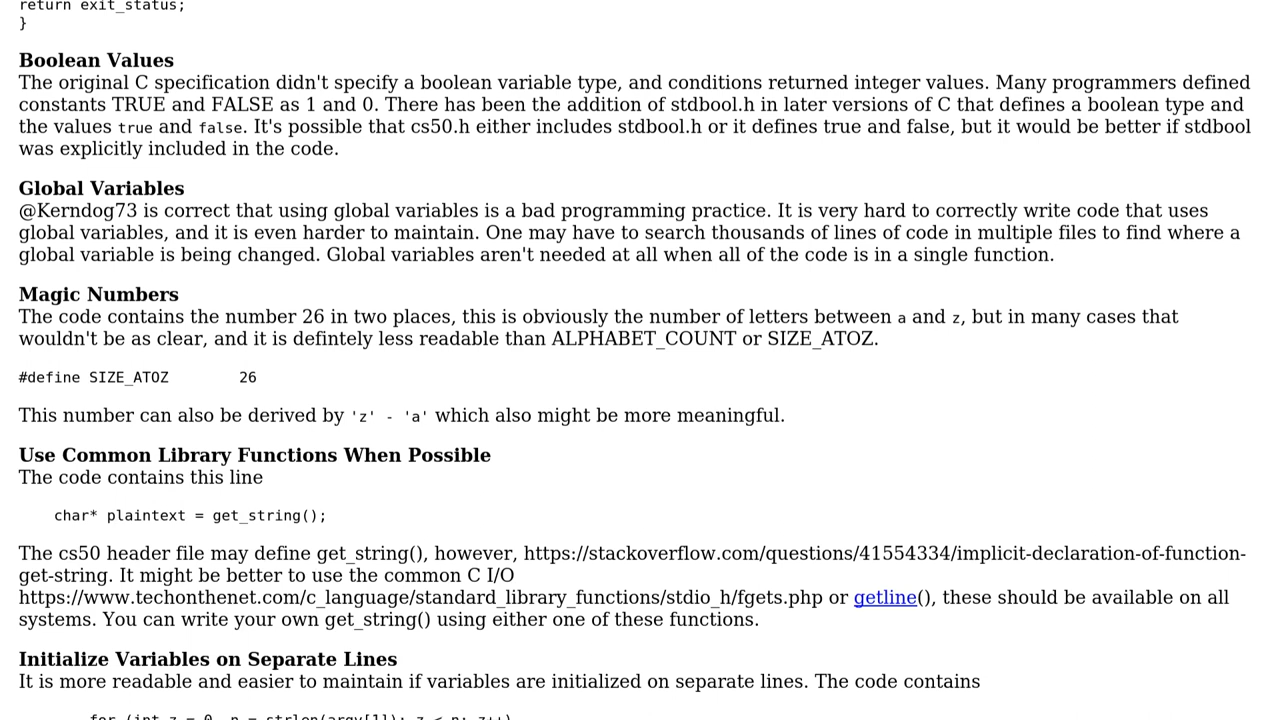 return exit_status;
}
Boolean Values
The original C specification didn't specify a boolean variable type, and conditions returned integer values. Many programmers defined
constants TRUE and FALSE as 1 and 0. There has been the addition of stdbool.h in later versions of C that defines a boolean type and
the values true and false. It's possible that cs50.h either includes stdbool.h or it defines true and false, but it would be better if stdbool
was explicitly included in the code.
Global Variables
@Kerndog73 is correct that using global variables is a bad programming practice. It is very hard to correctly write code that uses
global variables, and it is even harder to maintain. One may have to search thousands of lines of code in multiple files to find where a
global variable is being changed. Global variables aren't needed at all when all of the code is in a single function.
Magic Numbers
The code contains the number 26 in two places, this is obviously the number of letters between a and z, but in many cases that
wouldn't be as clear, and it is defintely less readable than ALPHABET_COUNT or SIZE_ATOZ.
#define SIZE_ATOZ        26
This number can also be derived by 'z' - 'a' which also might be more meaningful.
Use Common Library Functions When Possible
The code contains this line
char* plaintext = get_string();
The cs50 header file may define get_string(), however, https://stackoverflow.com/questions/41554334/implicit-declaration-of-function-
get-string. It might be better to use the common C I/O
https://www.techonthenet.com/c_language/standard_library_functions/stdio_h/fgets.php or getline(), these should be available on all
systems. You can write your own get_string() using either one of these functions.
Initialize Variables on Separate Lines
It is more readable and easier to maintain if variables are initialized on separate lines. The code contains
for (int z = 0, n = strlen(argv[1]); z < n; z++)